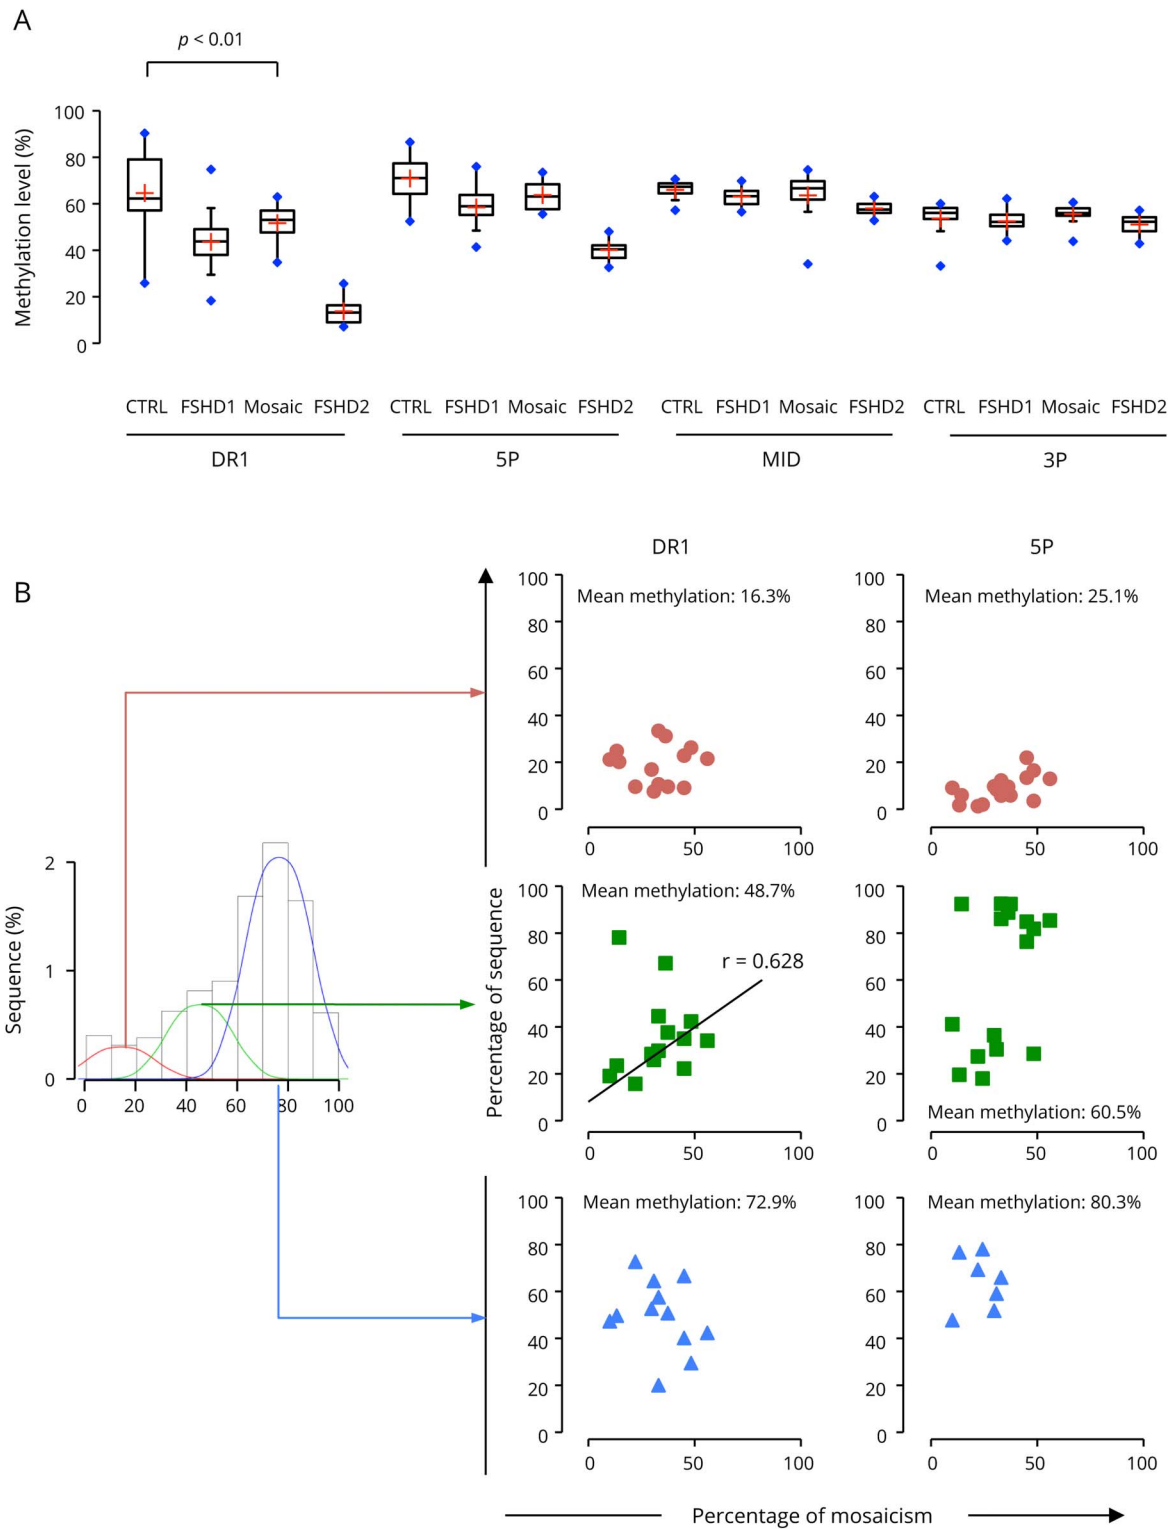 A
p < 0.01
Methylation level (%)
100
80
60
40
20
0
CTRL FSHD1 Mosaic FSHD2 CTRL FSHD1 Mosaic FSHD2 CTRL FSHD1 Mosaic FSHD2 CTRL FSHD1 Mosaic FSHD2
DR1 5P MID 3P
B
DR1 5P
Sequence (%)
2
1
0
0 20 40 60 80 100
Percentage of sequence
100
80
60
40
20
0
Mean methylation: 16.3%
0 50 100
100
80
60
40
20
0
Mean methylation: 25.1%
0 50 100
100
80
60
40
20
0
Mean methylation: 48.7%
r = 0.628
0 50 100
100
80
60
40
20
0
Mean methylation: 60.5%
0 50 100
100
80
60
40
20
0
Mean methylation: 72.9%
0 50 100
100
80
60
40
20
0
Mean methylation: 80.3%
0 50 100
Percentage of mosaicism